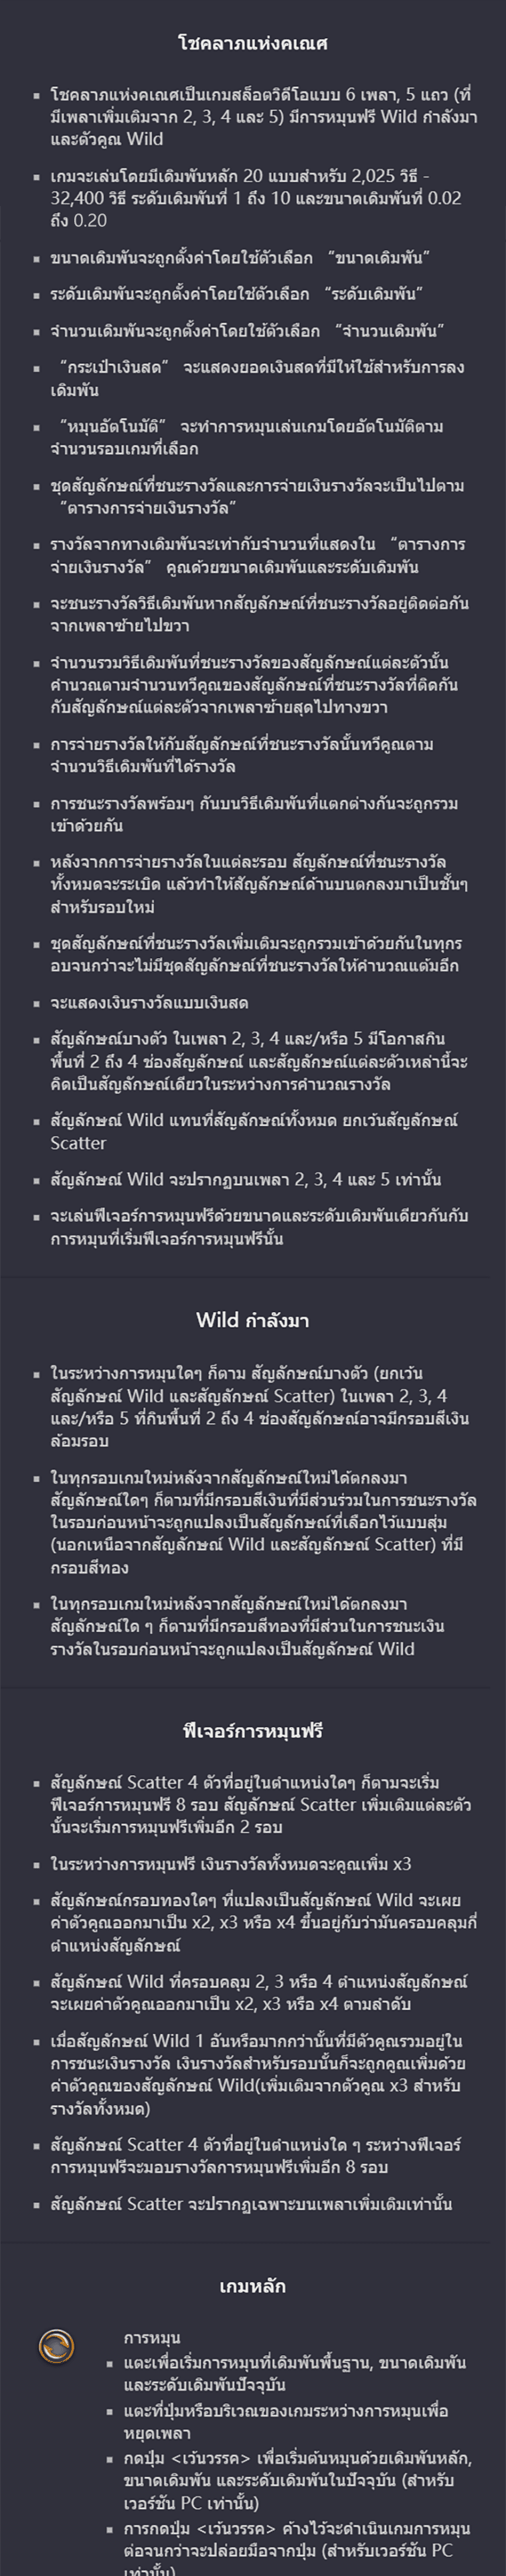 โชคลาภแห่งคเณศ
▪ โชคลาภแห่งคเณศเป็นเกมสล็อตวิดีโอแบบ 6 เพลา, 5 แถว (ที่
มีเพลาเพิ่มเติมจาก 2, 3, 4 และ 5) มีการหมุนฟรี Wild กำลังมา
และตัวคูณ Wild
▪ เกมจะเล่นโดยมีเดิมพันหลัก 20 แบบสำหรับ 2,025 วิธี -
32,400 วิธี ระดับเดิมพันที่ 1 ถึง 10 และขนาดเดิมพันที่ 0.02
ถึง 0.20
▪ ขนาดเดิมพันจะถูกตั้งค่าโดยใช้ตัวเลือก “ขนาดเดิมพัน”
▪ ระดับเดิมพันจะถูกตั้งค่าโดยใช้ตัวเลือก “ระดับเดิมพัน”
▪ จำนวนเดิมพันจะถูกตั้งค่าโดยใช้ตัวเลือก “จำนวนเดิมพัน”
▪ “กระเป๋าเงินสด” จะแสดงยอดเงินสดที่มีให้ใช้สำหรับการลง
เดิมพัน
▪ “หมุนอัตโนมัติ” จะทำการหมุนเล่นเกมโดยอัตโนมัติตาม
จำนวนรอบเกมที่เลือก
▪ ชุดสัญลักษณ์ที่ชนะรางวัลและการจ่ายเงินรางวัลจะเป็นไปตาม
“ตารางการจ่ายเงินรางวัล”
▪ รางวัลจากทางเดิมพันจะเท่ากับจำนวนที่แสดงใน “ตารางการ
จ่ายเงินรางวัล” คูณด้วยขนาดเดิมพันและระดับเดิมพัน
▪ จะชนะรางวัลวิธีเดิมพันหากสัญลักษณ์ที่ชนะรางวัลอยู่ติดต่อกัน
จากเพลาซ้ายไปขวา
▪ จำนวนรวมวิธีเดิมพันที่ชนะรางวัลของสัญลักษณ์แต่ละตัวนั้น
คำนวณตามจำนวนทวีคูณของสัญลักษณ์ที่ชนะรางวัลที่ติดกัน
กับสัญลักษณ์แต่ละตัวจากเพลาซ้ายสุดไปทางขวา
▪ การจ่ายรางวัลให้กับสัญลักษณ์ที่ชนะรางวัลนั้นทวีคูณตาม
จำนวนวิธีเดิมพันที่ได้รางวัล
▪ การชนะรางวัลพร้อมๆ กันบนวิธีเดิมพันที่แตกต่างกันจะถูกรวม
เข้าด้วยกัน
▪ หลังจากการจ่ายรางวัลในแต่ละรอบ สัญลักษณ์ที่ชนะรางวัล
ทั้งหมดจะระเบิด แล้วทำให้สัญลักษณ์ด้านบนตกลงมาเป็นชั้นๆ
สำหรับรอบใหม่
▪ ชุดสัญลักษณ์ที่ชนะรางวัลเพิ่มเติมจะถูกรวมเข้าด้วยกันในทุกร
อบจนกว่าจะไม่มีชุดสัญลักษณ์ที่ชนะรางวัลให้คำนวณแต้มอีก
▪ จะแสดงเงินรางวัลแบบเงินสด
▪ สัญลักษณ์บางตัว ในเพลา 2, 3, 4 และ/หรือ 5 มีโอกาสกิน
พื้นที่ 2 ถึง 4 ช่องสัญลักษณ์ และสัญลักษณ์แต่ละตัวเหล่านี้จะ
คิดเป็นสัญลักษณ์เดียวในระหว่างการคำนวณรางวัล
▪ สัญลักษณ์ Wild แทนที่สัญลักษณ์ทั้งหมด ยกเว้นสัญลักษณ์
Scatter
▪ สัญลักษณ์ Wild จะปรากฏบนเพลา 2, 3, 4 และ 5 เท่านั้น
▪ จะเล่นฟีเจอร์การหมุนฟรีด้วยขนาดและระดับเดิมพันเดียวกันกับ
การหมุนที่เริ่มฟีเจอร์การหมุนฟรีนั้น
Wild กำลังมา
▪ ในระหว่างการหมุนใดๆ ก็ตาม สัญลักษณ์บางตัว (ยกเว้น
สัญลักษณ์ Wild และสัญลักษณ์ Scatter) ในเพลา 2, 3, 4
และ/หรือ 5 ที่กินพื้นที่ 2 ถึง 4 ช่องสัญลักษณ์อาจมีกรอบสีเงิน
ล้อมรอบ
▪ ในทุกรอบเกมใหม่หลังจากสัญลักษณ์ใหม่ได้ตกลงมา
สัญลักษณ์ใดๆ ก็ตามที่มีกรอบสีเงินที่มีส่วนร่วมในการชนะรางวัล
ในรอบก่อนหน้าจะถูกแปลงเป็นสัญลักษณ์ที่เลือกไว้แบบสุ่ม
(นอกเหนือจากสัญลักษณ์ Wild และสัญลักษณ์ Scatter) ที่มี
กรอบสีทอง
▪ ในทุกรอบเกมใหม่หลังจากสัญลักษณ์ใหม่ได้ตกลงมา
สัญลักษณ์ใด ๆ ก็ตามที่มีกรอบสีทองที่มีส่วนในการชนะเงิน
รางวัลในรอบก่อนหน้าจะถูกแปลงเป็นสัญลักษณ์ Wild
ฟีเจอร์การหมุนฟรี
▪ สัญลักษณ์ Scatter 4 ตัวที่อยู่ในตำแหน่งใดๆ ก็ตามจะเริ่ม
ฟีเจอร์การหมุนฟรี 8 รอบ สัญลักษณ์ Scatter เพิ่มเติมแต่ละตัว
นั้นจะเริ่มการหมุนฟรีเพิ่มอีก 2 รอบ
▪ ในระหว่างการหมุนฟรี เงินรางวัลทั้งหมดจะคูณเพิ่ม x3
▪ สัญลักษณ์กรอบทองใดๆ ที่แปลงเป็นสัญลักษณ์ Wild จะเผย
ค่าตัวคูณออกมาเป็น x2, x3 หรือ x4 ขึ้นอยู่กับว่ามันครอบคลุมกี่
ตำแหน่งสัญลักษณ์
▪ สัญลักษณ์ Wild ที่ครอบคลุม 2, 3 หรือ 4 ตำแหน่งสัญลักษณ์
จะเผยค่าตัวคูณออกมาเป็น x2, x3 หรือ x4 ตามลำดับ
▪ เมื่อสัญลักษณ์ Wild 1 อันหรือมากกว่านั้นที่มีตัวคูณรวมอยู่ใน
การชนะเงินรางวัล เงินรางวัลสำหรับรอบนั้นก็จะถูกคูณเพิ่มด้วย
ค่าตัวคูณของสัญลักษณ์ Wild(เพิ่มเติมจากตัวคูณ x3 สำหรับ
รางวัลทั้งหมด)
▪ สัญลักษณ์ Scatter 4 ตัวที่อยู่ในตำแหน่งใด ๆ ระหว่างฟีเจอร์
การหมุนฟรีจะมอบรางวัลการหมุนฟรีเพิ่มอีก 8 รอบ
▪ สัญลักษณ์ Scatter จะปรากฏเฉพาะบนเพลาเพิ่มเติมเท่านั้น
เกมหลัก
การหมุน
▪ แตะเพื่อเริ่มการหมุนที่เดิมพันพื้นฐาน, ขนาดเดิมพัน
และระดับเดิมพันปัจจุบัน
▪ แตะที่ปุ่มหรือบริเวณของเกมระหว่างการหมุนเพื่อ
หยุดเพลา
▪ กดปุ่ม <เว้นวรรค> เพื่อเริ่มต้นหมุนด้วยเดิมพันหลัก,
ขนาดเดิมพัน และระดับเดิมพันในปัจจุบัน (สำหรับ
เวอร์ชัน PC เท่านั้น)
▪ การกดปุ่ม <เว้นวรรค> ค้างไว้จะดำเนินเกมการหมุน
ต่อจนกว่าจะปล่อยมือจากปุ่ม (สำหรับเวอร์ชัน PC
เท่านั้น)